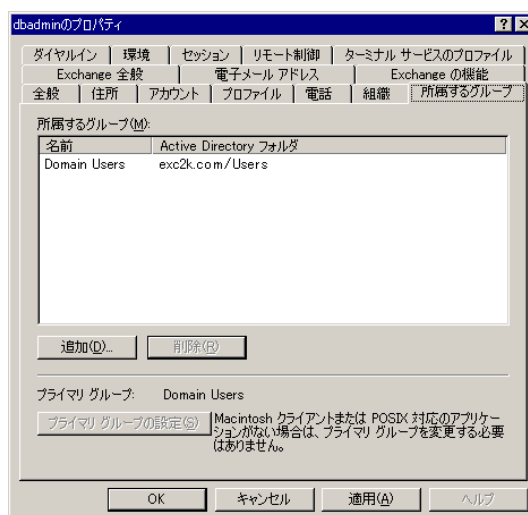 dbadminのプロパティ
ダイヤルイン 環境 セッション リモート制御 ターミナル サービスのプロファイル
Exchange 全般 電子メール アドレス Exchange の機能
全般 住所 アカウント プロファイル 電話 組織 所属するグループ
所属するグループ(M):
名前 Active Directory フォルダ
Domain Users exc2k.com/Users
追加(D)... 削除(R)
プライマリ グループ: Domain Users
プライマリ グループの設定(S) Macintosh クライアントまたは POSIX 対応のアプリケー
ションがない場合は、プライマリ グループを変更する必要
はありません。
OK キャンセル 適用(A) ヘルプ